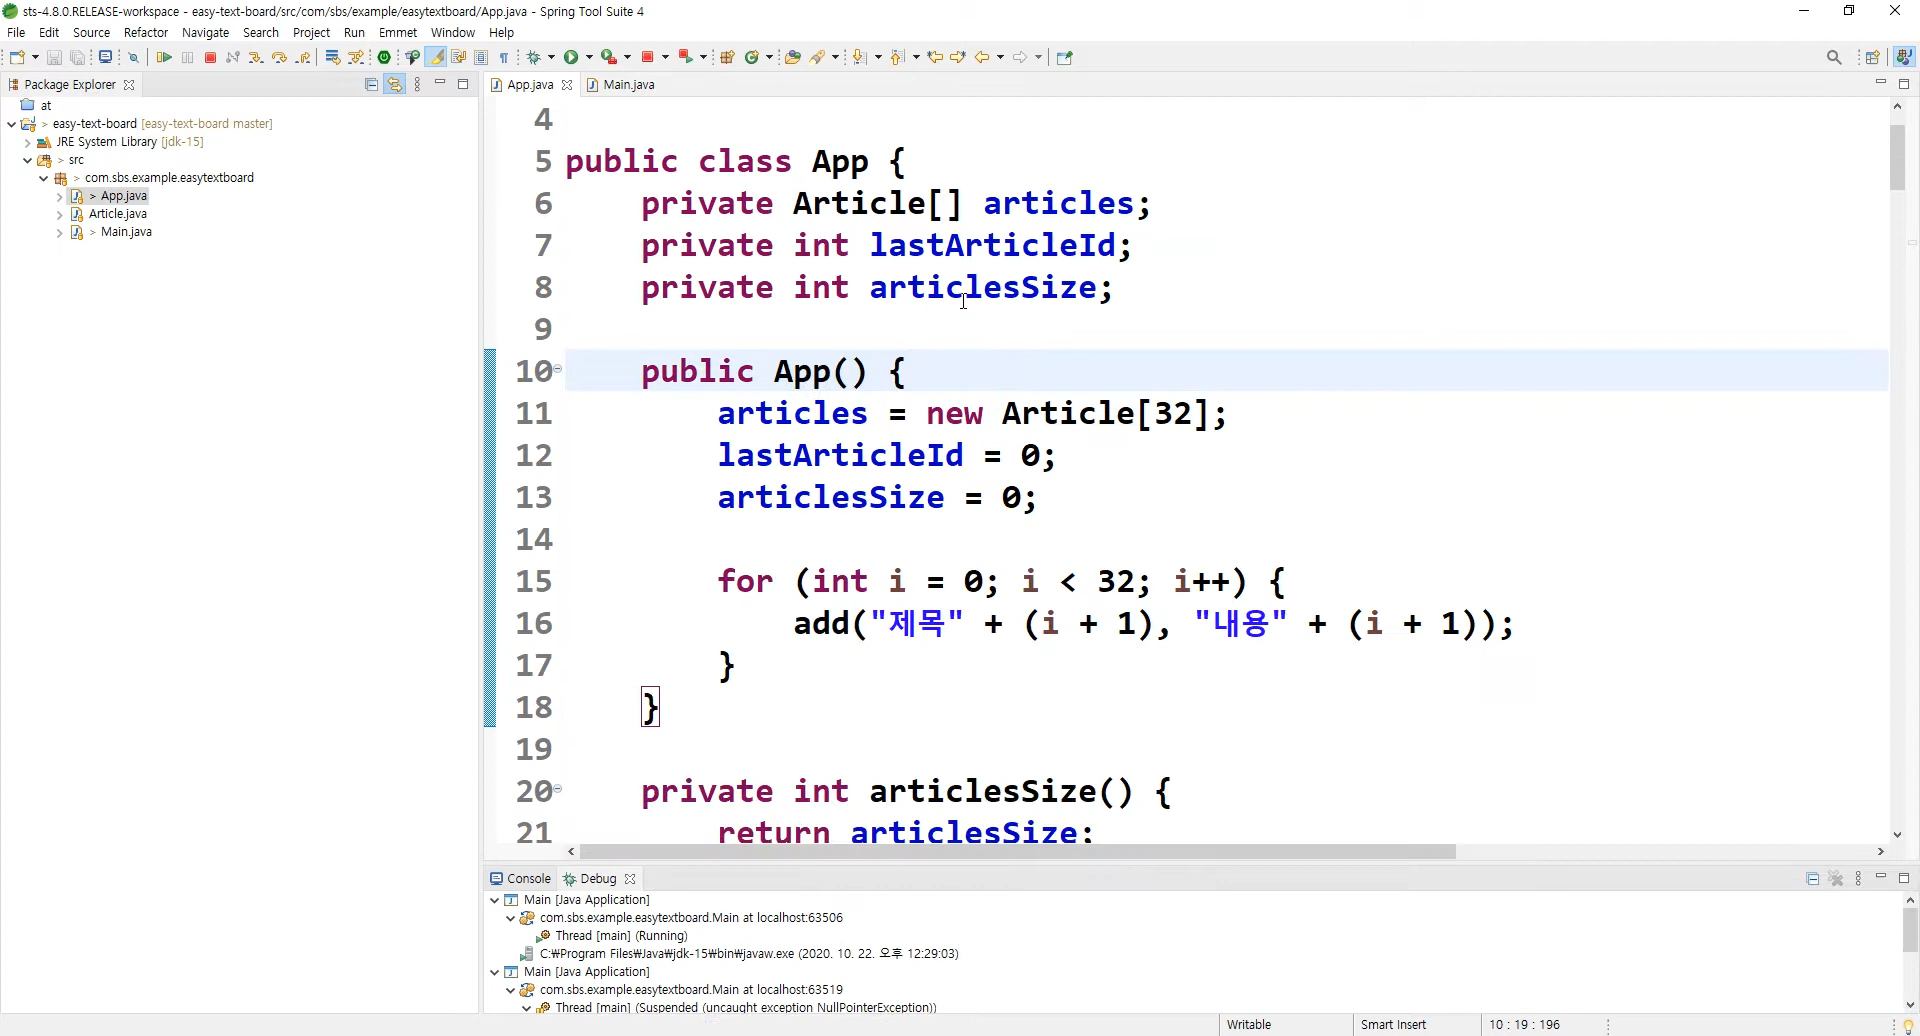 sts-4.8.0.RELEASE-workspace - easy-text-board/src/com/sbs/example/easytextboard/App.java - Spring Tool Suite 4
File Edit Source Refactor Navigate Search Project Run Emmet Window Help
Package Explorer
App.java Main.java
at
> easy-text-board [easy-text-board master]
JRE System Library [jdk-15]
> src
> com.sbs.example.easytextboard
> App.java
Article.java
> Main.java
4
5 public class App {
6 private Article[] articles;
7 private int lastArticleId;
8 private int articlesSize;
9
10 public App() {
11 articles = new Article[32];
12 lastArticleId = 0;
13 articlesSize = 0;
14
15 for (int i = 0; i < 32; i++) {
16 add("제목" + (i + 1), "내용" + (i + 1));
17 }
18 }
19
20 private int articlesSize() {
21 return articlesSize;
Console Debug
Main [Java Application]
com.sbs.example.easytextboard.Main at localhost:63506
Thread [main] (Running)
C:₩Program Files₩Java₩jdk-15₩bin₩javaw.exe (2020. 10. 22. 오후 12:29:03)
Main [Java Application]
com.sbs.example.easytextboard.Main at localhost:63519
Thread [main] (Suspended (uncaught exception NullPointerException))
Writable Smart Insert 10 : 19 : 196